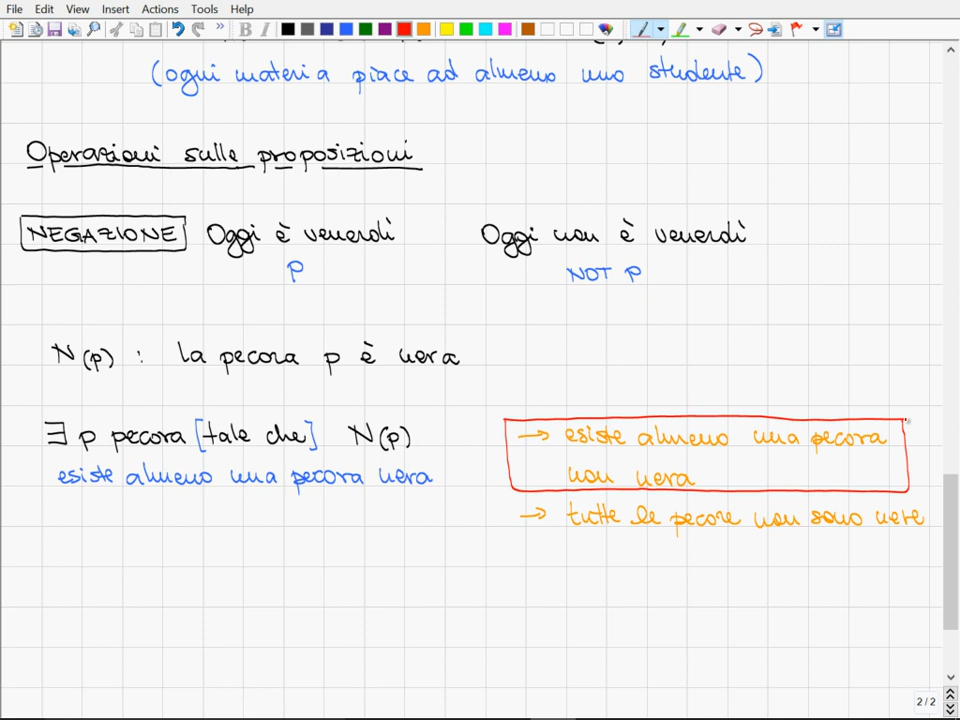 File Edit View Insert Actions Tools Help
(ogni materia piace ad almeno uno studente)
Operazioni sulle proposizioni
NEGAZIONE Oggi è venerdì Oggi non è venerdì
P NOT P
N(p) : la pecora p è nera
∃ p pecora [tale che] N(p) → esiste almeno una pecora
esiste almeno una pecora nera non nera
→ tutte le pecore non sono nere
2 / 2